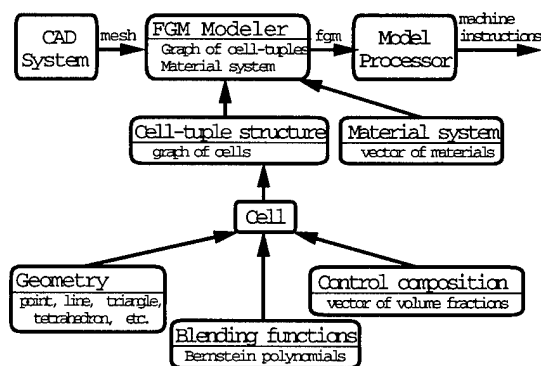 CAD
System
mesh
FGM Modeler
Graph of cell-tuples
Material system
fgm
Model
Processor
machine
instructions
Cell-tuple structure
graph of cells
Material system
vector of materials
Cell
Geometry
point, line, triangle,
tetrahedron, etc.
Control composition
vector of volume fractions
Blending functions
Bernstein polynomials